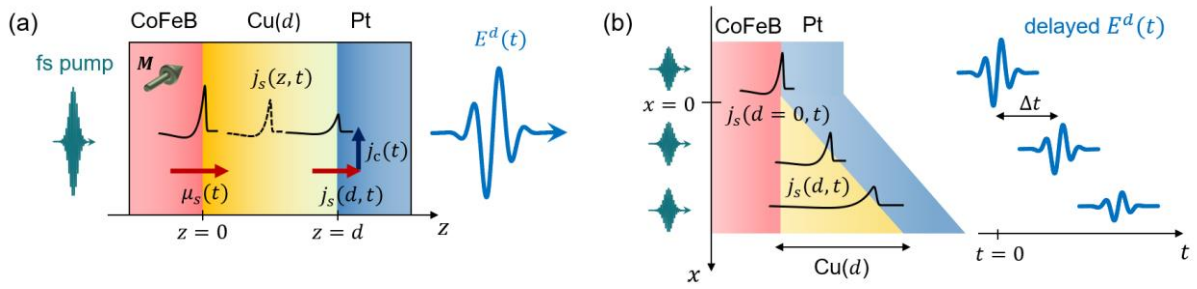 (a)
CoFeB Cu(d) Pt
fs pump
M
j_s(z, t)
E^d(t)
j_c(t)
μ_s(t)
j_s(d, t)
z = 0
z = d
z
(b)
CoFeB Pt
delayed E^d(t)
x = 0
j_s(d = 0, t)
Δt
j_s(d, t)
Cu(d)
x
t = 0
t